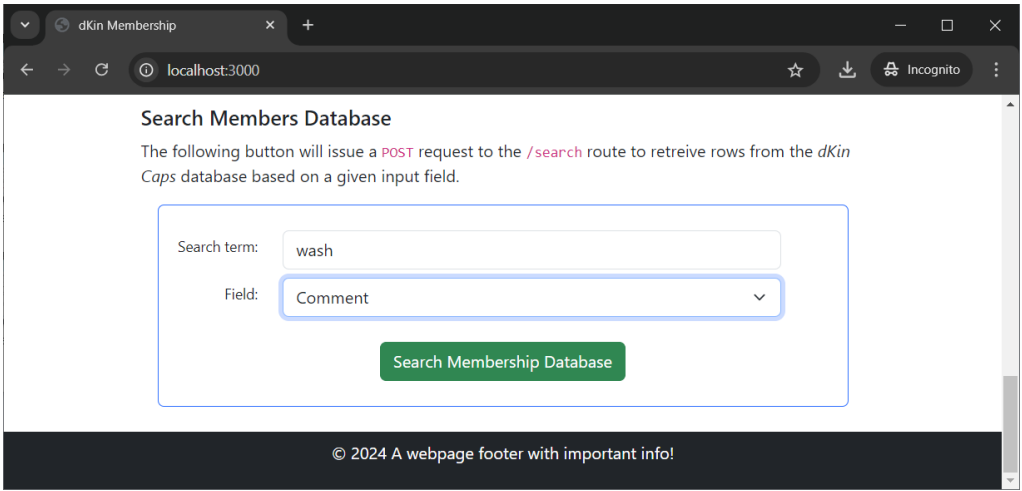 dKin Membership
localhost:3000
Incognito
Search Members Database
The following button will issue a POST request to the /search route to retreive rows from the dKin
Caps database based on a given input field.
Search term:
wash
Field:
Comment
Search Membership Database
© 2024 A webpage footer with important info!